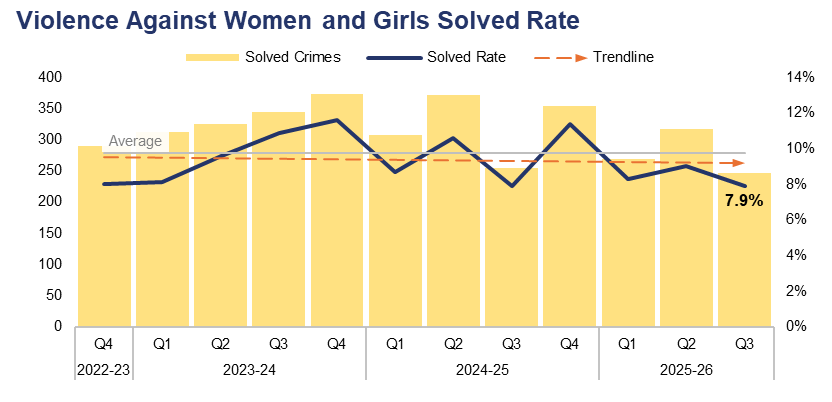 Violence Against Women and Girls Solved Rate
Solved Crimes Solved Rate Trendline
400 14%
350 12%
300 Average 10%
250 8%
200 7.9% 6%
150 4%
100 2%
50 0%
0
Q4 Q1 Q2 Q3 Q4 Q1 Q2 Q3 Q4 Q1 Q2 Q3
2022-23 2023-24 2024-25 2025-26